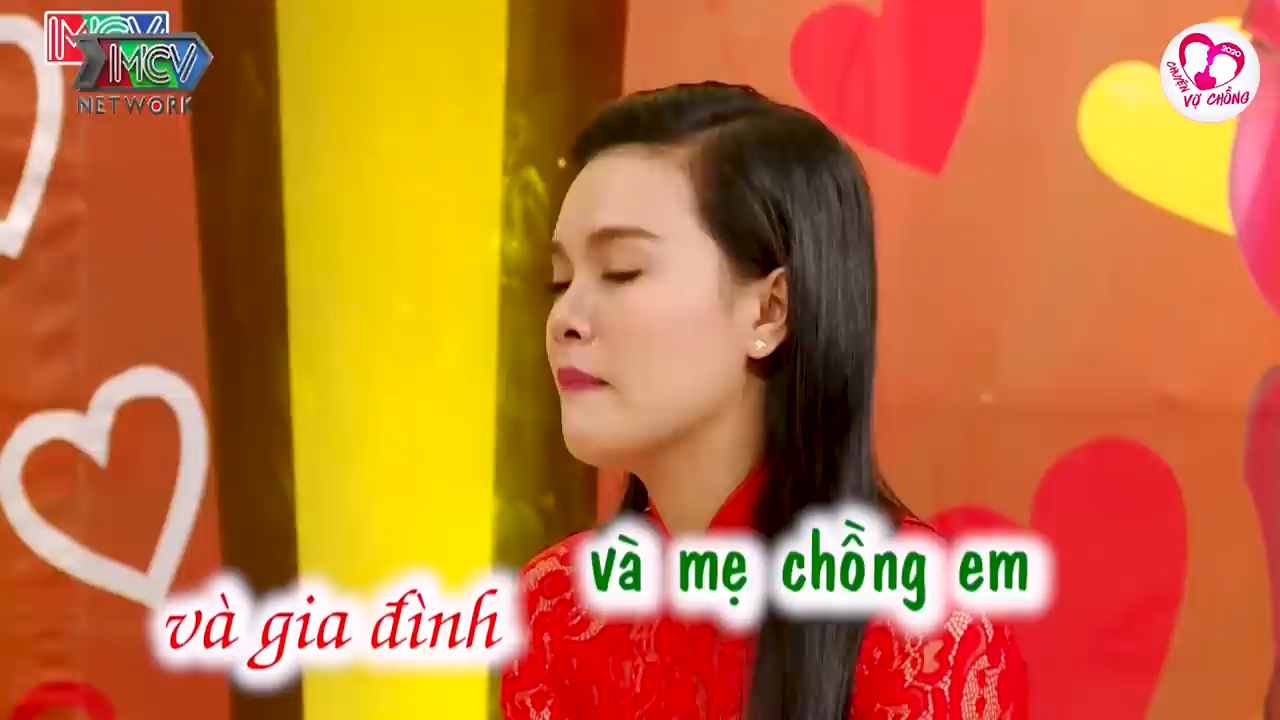 MCV
MCV
NETWORK
2020
CHUYỆN
VỢ CHỒNG
và mẹ chồng em
và gia đình